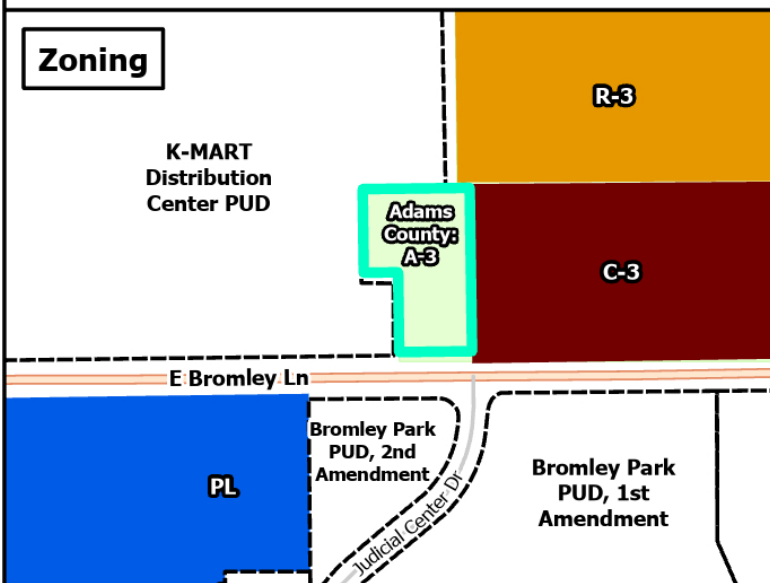 Zoning
R-3
K-MART
Distribution
Center PUD
Adams
County:
A-3
C-3
E Bromley Ln
Bromley Park
PUD, 2nd
Amendment
Bromley Park
PUD, 1st
Amendment
PL
Judicial Center Dr